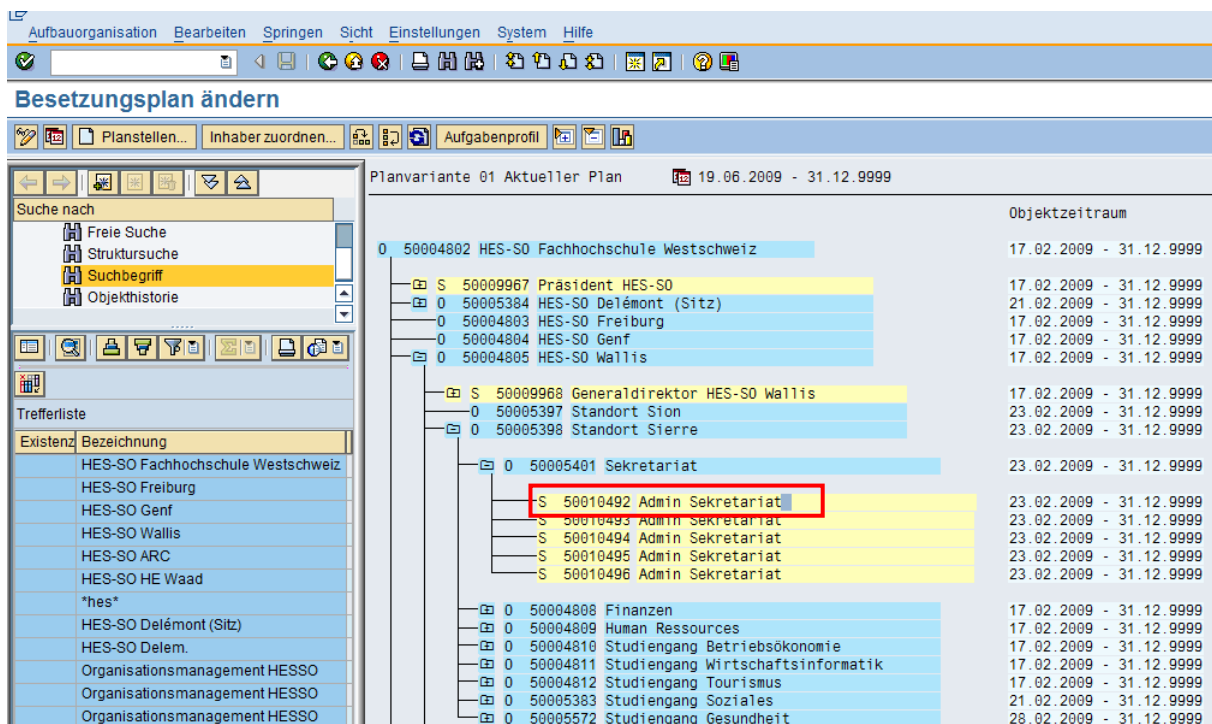 Aufbauorganisation Bearbeiten Springen Sicht Einstellungen System Hilfe
Besetzungsplan ändern
Planstellen... Inhaber zuordnen... Aufgabenprofil
Planvariante 01 Aktueller Plan 19.06.2009 - 31.12.9999
Suche nach
Freie Suche
Struktursuche
Suchbegriff
Objekthistorie
Trefferliste
Existenz Bezeichnung
HES-SO Fachhochschule Westschweiz
HES-SO Freiburg
HES-SO Genf
HES-SO Wallis
HES-SO ARC
HES-SO HE Waad
*hes*
HES-SO Delémont (Sitz)
HES-SO Delem.
Organisationsmanagement HESSO
Organisationsmanagement HESSO
Organisationsmanagement HESSO
Objektzeitraum
O 50004802 HES-SO Fachhochschule Westschweiz 17.02.2009 - 31.12.9999
S 50009967 Präsident HES-SO 17.02.2009 - 31.12.9999
O 50005384 HES-SO Delémont (Sitz) 21.02.2009 - 31.12.9999
O 50004803 HES-SO Freiburg 17.02.2009 - 31.12.9999
O 50004804 HES-SO Genf 17.02.2009 - 31.12.9999
O 50004805 HES-SO Wallis 17.02.2009 - 31.12.9999
S 50009968 Generaldirektor HES-SO Wallis 17.02.2009 - 31.12.9999
O 50005397 Standort Sion 23.02.2009 - 31.12.9999
O 50005398 Standort Sierre 23.02.2009 - 31.12.9999
O 50005401 Sekretariat 23.02.2009 - 31.12.9999
S 50010492 Admin Sekretariat 23.02.2009 - 31.12.9999
S 50010493 Admin Sekretariat 23.02.2009 - 31.12.9999
S 50010494 Admin Sekretariat 23.02.2009 - 31.12.9999
S 50010495 Admin Sekretariat 23.02.2009 - 31.12.9999
S 50010496 Admin Sekretariat 23.02.2009 - 31.12.9999
O 50004808 Finanzen 17.02.2009 - 31.12.9999
O 50004809 Human Ressources 17.02.2009 - 31.12.9999
O 50004810 Studiengang Betriebsökonomie 17.02.2009 - 31.12.9999
O 50004811 Studiengang Wirtschaftsinformatik 17.02.2009 - 31.12.9999
O 50004812 Studiengang Tourismus 17.02.2009 - 31.12.9999
O 50005383 Studiengang Soziales 21.02.2009 - 31.12.9999
O 50005572 Studiengang Gesundheit 28.02.2009 - 31.12.9999